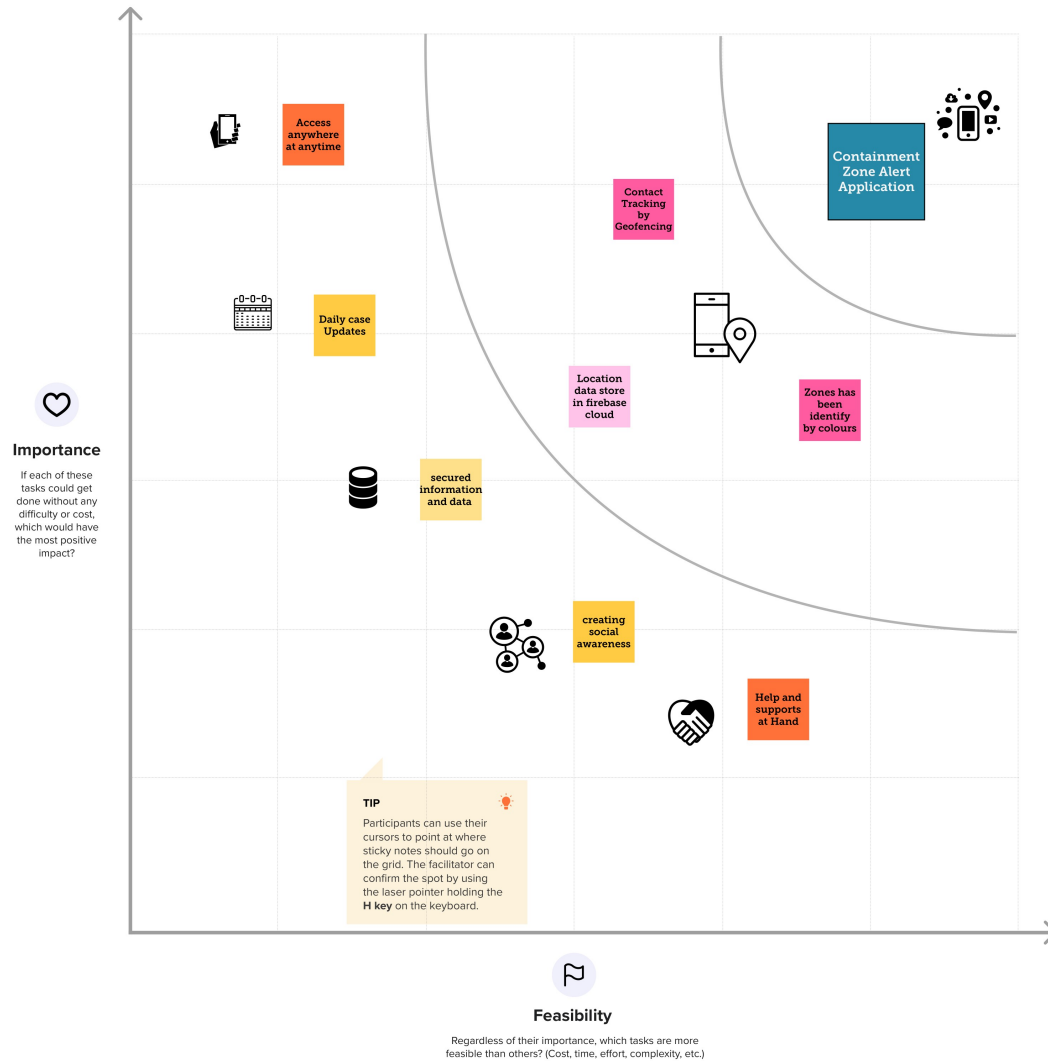 Access
anywhere
at anytime
Containment
Zone Alert
Application
Contact
Tracking
by
Geofencing
Daily case
Updates
Location
data store
in firebase
cloud
Zones has
been
identify
by colours
Importance
If each of these
tasks could get
done without any
difficulty or cost,
which would have
the most positive
impact?
secured
information
and data
creating
social
awareness
Help and
supports
at Hand
TIP
Participants can use their
cursors to point at where
sticky notes should go on
the grid. The facilitator can
confirm the spot by using
the laser pointer holding the
H key on the keyboard.
Feasibility
Regardless of their importance, which tasks are more
feasible than others? (Cost, time, effort, complexity, etc.)